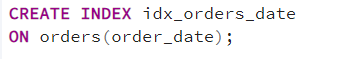 CREATE INDEX idx_orders_date
ON orders(order_date);